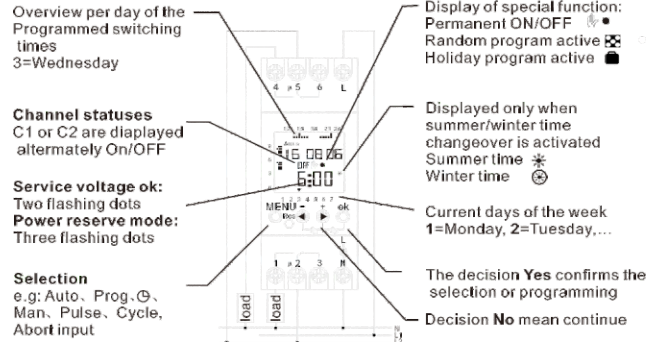 Overview per day of the
Programmed switching
times
3=Wednesday
Channel statuses
C1 or C2 are diaplayed
altermately On/OFF
Service voltage ok:
Two flashing dots
Power reserve mode:
Three flashing dots
Selection
e.g: Auto、Prog.
Man、Pulse、Cycle,
Abort input
4 5 6 L
OFF
6:00
1 2 3 4 5 6 7
MENU - + ok
L
1 2 3 N
load
load
N
Display of special function:
Permanent ON/OFF
Random program active
Holiday program active
Displayed only when
summer/winter time
changeover is activated
Summer time
Winter time
Current days of the week
1=Monday, 2=Tuesday,…
The decision Yes confirms the
selection or programming
Decision No mean continue